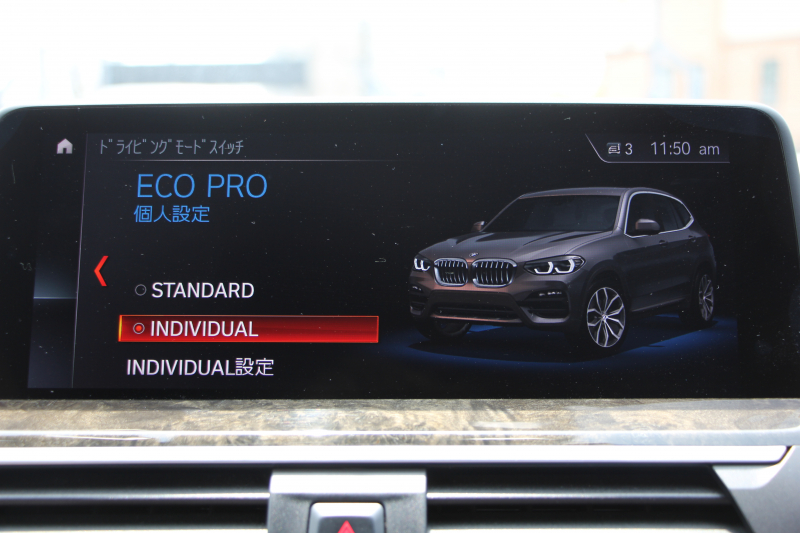 ﾄﾞﾗｲﾋﾞﾝｸﾞﾓｰﾄﾞｽｲｯﾁ
3 11:50 am
ECO PRO
個人設定
STANDARD
INDIVIDUAL
INDIVIDUAL設定